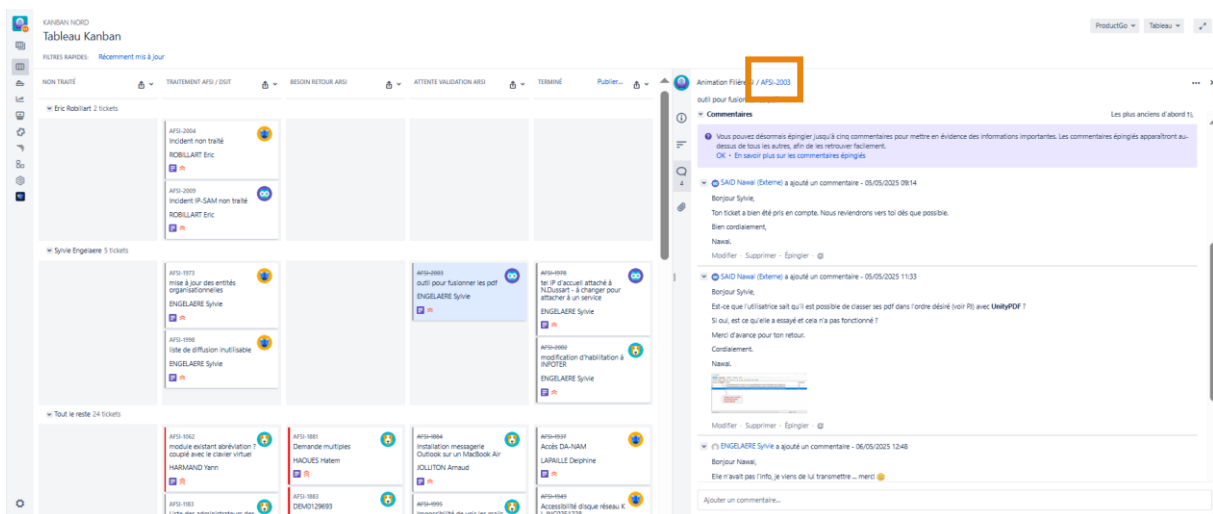 KANBAN NORD
Tableau Kanban
ProductGo
Tableau
FILTRES RAPIDES: Récemment mis à jour
NON TRAITÉ
TRAITEMENT AFSI / DSIT
BESOIN RETOUR ARSI
ATTENTE VALIDATION ARSI
TERMINÉ
Publier...
Eric Robillart 2 tickets
AFSI-2004
Incident non traité
ROBILLART Eric
AFSI-2009
Incident IP-SAM non traité
ROBILLART Eric
Sylvie Engelaere 5 tickets
AFSI-1973
mise à jour des entités
organisationnelles
ENGELAERE Sylvie
AFSI-1998
liste de diffusion inutilisable
ENGELAERE Sylvie
AFSI-2003
outil pour fusionner les pdf
ENGELAERE Sylvie
AFSI-1978
tel IP d'accueil attaché à
N.Dussart - à changer pour
attacher à un service
ENGELAERE Sylvie
AFSI-2002
modification d'habilitation à
INFOTER
ENGELAERE Sylvie
Tout le reste 24 tickets
AFSI-1062
module existant abréviation ?
couplé avec le clavier virtuel
HARMAND Yann
AFSI-1183
Liste des administrateurs des
AFSI-1881
Demande multiples
HAOUES Hatem
AFSI-1883
DEM0129693
AFSI-1884
Installation messagerie
Outlook sur un MacBook Air
JOLLITON Arnaud
AFSI-1995
Impossibilité de voir les mails
AFSI-1937
Accès DA-NAM
LAPAILLE Delphine
AFSI-1949
Accessibilité disque réseau K
Animation Filière SI / AFSI-2003
outil pour fusionner
Commentaires
Les plus anciens d'abord
Vous pouvez désormais épingler jusqu'à cinq commentaires pour mettre en évidence des informations importantes. Les commentaires épinglés apparaîtront au-
dessus de tous les autres, afin de les retrouver facilement.
OK • En savoir plus sur les commentaires épinglés
4
SAID Nawal (Externe) a ajouté un commentaire - 05/05/2025 09:14
Bonjour Sylvie,
Ton ticket a bien été pris en compte. Nous reviendrons vers toi dès que possible.
Bien cordialement,
Nawal.
Modifier · Supprimer · Épingler ·
SAID Nawal (Externe) a ajouté un commentaire - 05/05/2025 11:33
Bonjour Sylvie,
Est-ce que l'utilisatrice sait qu'il est possible de classer ses pdf dans l'ordre désiré (voir PJ) avec UnityPDF ?
Si oui, est ce qu'elle a essayé et cela n'a pas fonctionné ?
Merci d'avance pour ton retour.
Cordialement.
Nawal.
Modifier · Supprimer · Épingler ·
ENGELAERE Sylvie a ajouté un commentaire - 06/05/2025 12:48
Bonjour Nawal,
Elle n'avait pas l'info, je viens de lui transmettre ... merci
Ajouter un commentaire...